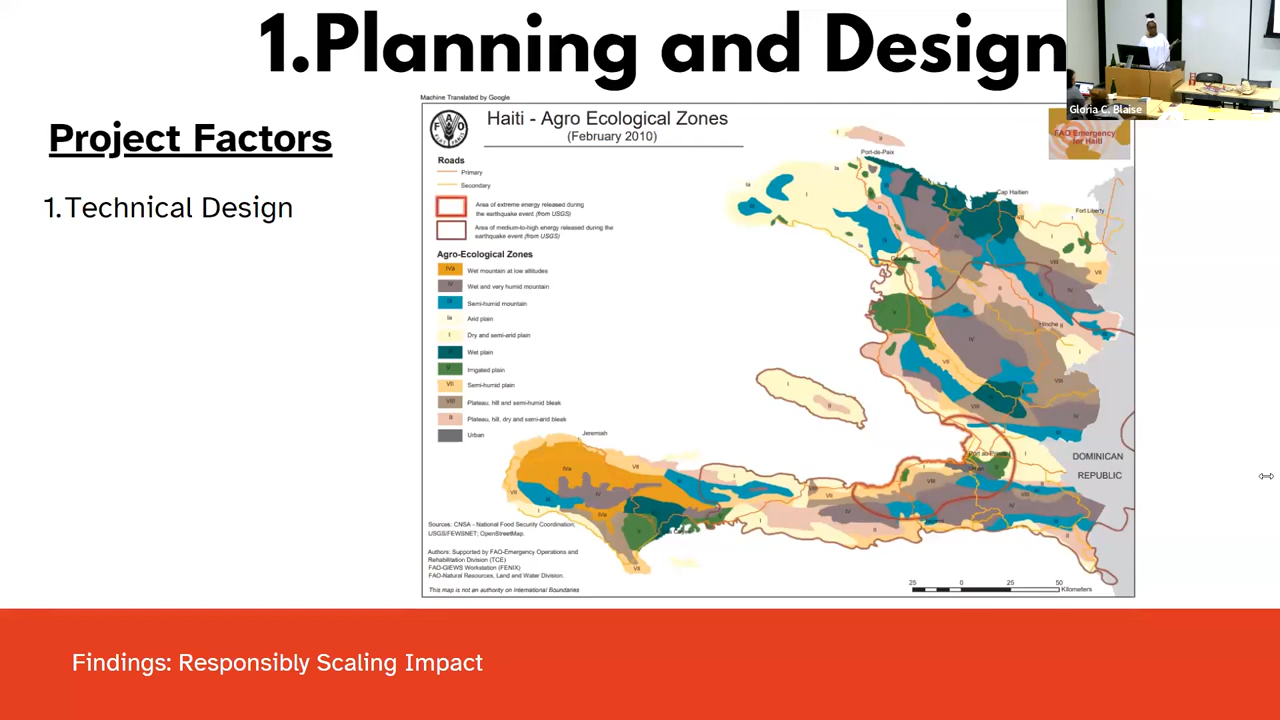 1.Planning and Design
Gloria C. Blaise
Project Factors
1. Technical Design
Machine Translated by Google
Haiti - Agro Ecological Zones
(February 2010)
FAO Emergency
for Haiti
Roads
Primary
Secondary
Area of extreme energy released during
the earthquake event (from USGS)
Area of medium-to-high energy released during the
earthquake event (from USGS)
Agro-Ecological Zones
IVa Wet mountain at low altitudes
IV Wet and very humid mountain
Semi-humid mountain
Ia Arid plain
I Dry and semi-arid plain
Wet plain
V Irrigated plain
VII Semi-humid plain
VIII Plateau, hill and semi-humid bleak
II Plateau, hill, dry and semi-arid bleak
Urban
Port-de-Paix
Cap Haitien
Fort Liberty
Hinche
Jeremiah
Port au-Prince
DOMINICAN
REPUBLIC
Sources: CNSA - National Food Security Coordination;
USGS/FEWSNET; OpenStreetMap.
Authors: Supported by FAO-Emergency Operations and
Rehabilitation Division (TCE)
FAO-GIEWS Workstation (FENIX)
FAO-Natural Resources, Land and Water Division.
This map is not an authority on International Boundaries
25 0 25 50
Kilometers
Findings: Responsibly Scaling Impact